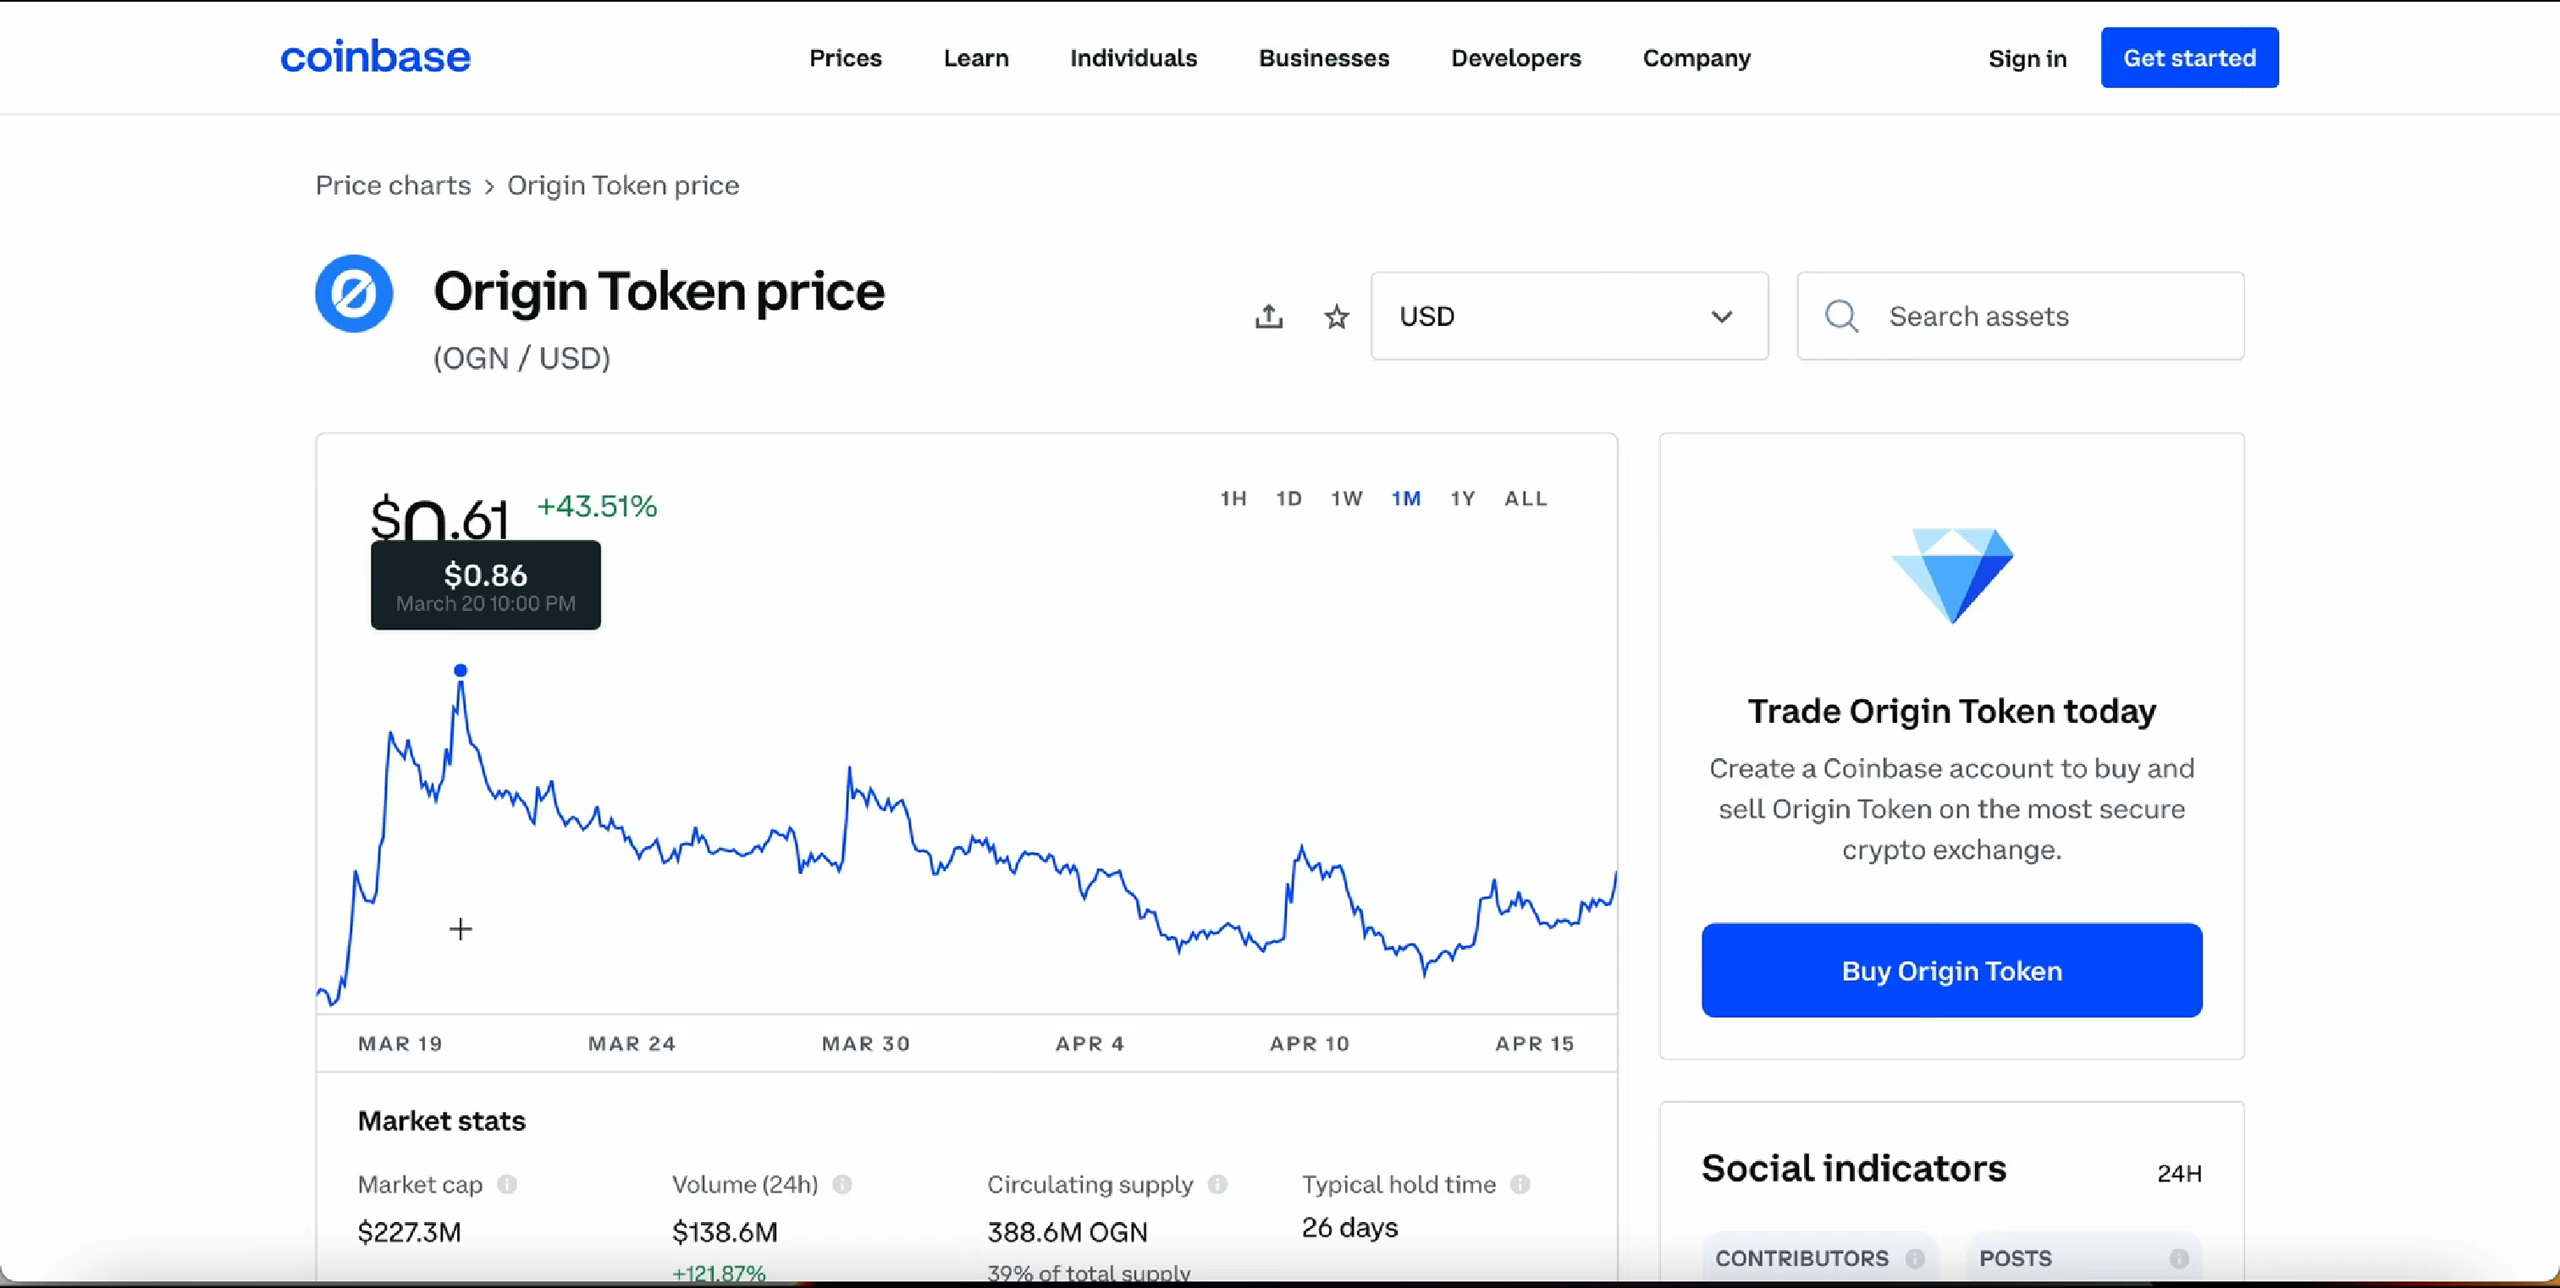 coinbase
Prices Learn Individuals Businesses Developers Company
Sign in Get started
Price charts > Origin Token price
Origin Token price
(OGN / USD)
USD
Search assets
$0.61 +43.51%
1H 1D 1W 1M 1Y ALL
$0.86
March 20 10:00 PM
MAR 19 MAR 24 MAR 30 APR 4 APR 10 APR 15
Market stats
Market cap Volume (24h) Circulating supply Typical hold time
$227.3M $138.6M 388.6M OGN 26 days
+121.87% 39% of total supply
Trade Origin Token today
Create a Coinbase account to buy and
sell Origin Token on the most secure
crypto exchange.
Buy Origin Token
Social indicators 24H
CONTRIBUTORS POSTS